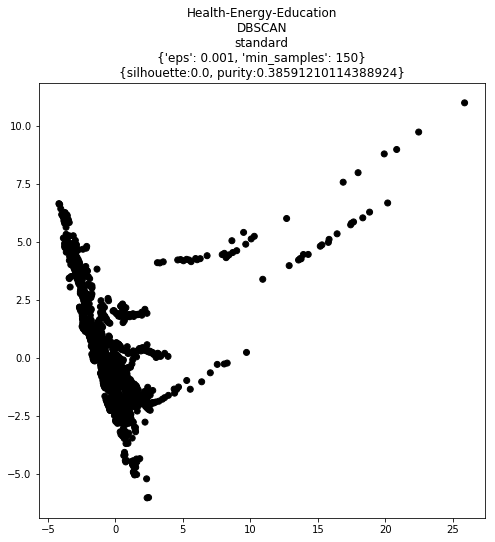 Health-Energy-Education
DBSCAN
standard
{'eps': 0.001, 'min_samples': 150}
{silhouette:0.0, purity:0.38591210114388924}
10.0
7.5
5.0
2.5
0.0
−2.5
−5.0
−5 0 5 10 15 20 25